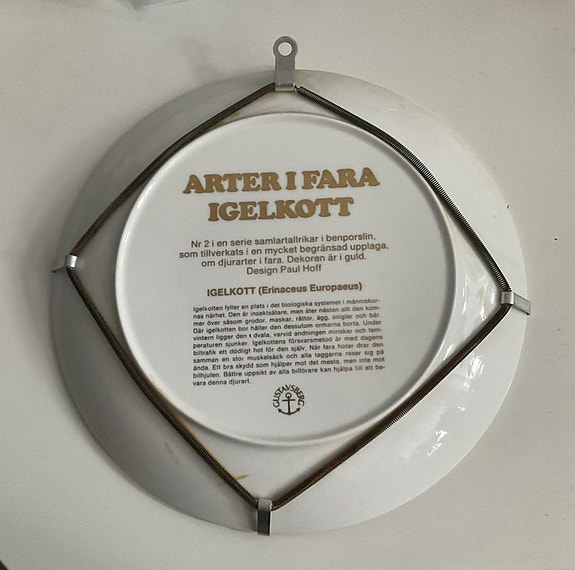 ARTER I FARA
IGELKOTT
Nr 2 i en serie samlartallrikar i benporslin,
som tillverkats i en mycket begränsad upplaga,
om djurarter i fara. Dekoren är i guld.
Design Paul Hoff
IGELKOTT (Erinaceus Europaeus)
Igelkotten fyller en plats i det biologiska systemet i människor-
nas närhet. Den är insektsätare, men äter nästan allt den kom-
mer över såsom grodor, maskar, råttor, ägg, sniglar och bär.
Där igelkotten bor håller den dessutom ormarna borta. Under
vintern ligger den i dvala, varvid andningen minskar och tem-
peraturen sjunker. Igelkottens försvarsmetod är med dagens
biltrafik ett dödligt hot för den själv. När fara hotar drar den
samman en stor muskelsäck och alla taggarna reser sig på
ända. Ett bra skydd som hjälper mot det mesta, men inte mot
bilhjulen. Bättre uppsikt av alla bilförare kan hjälpa till att be-
vara denna djurart.
GUSTAVSBERG